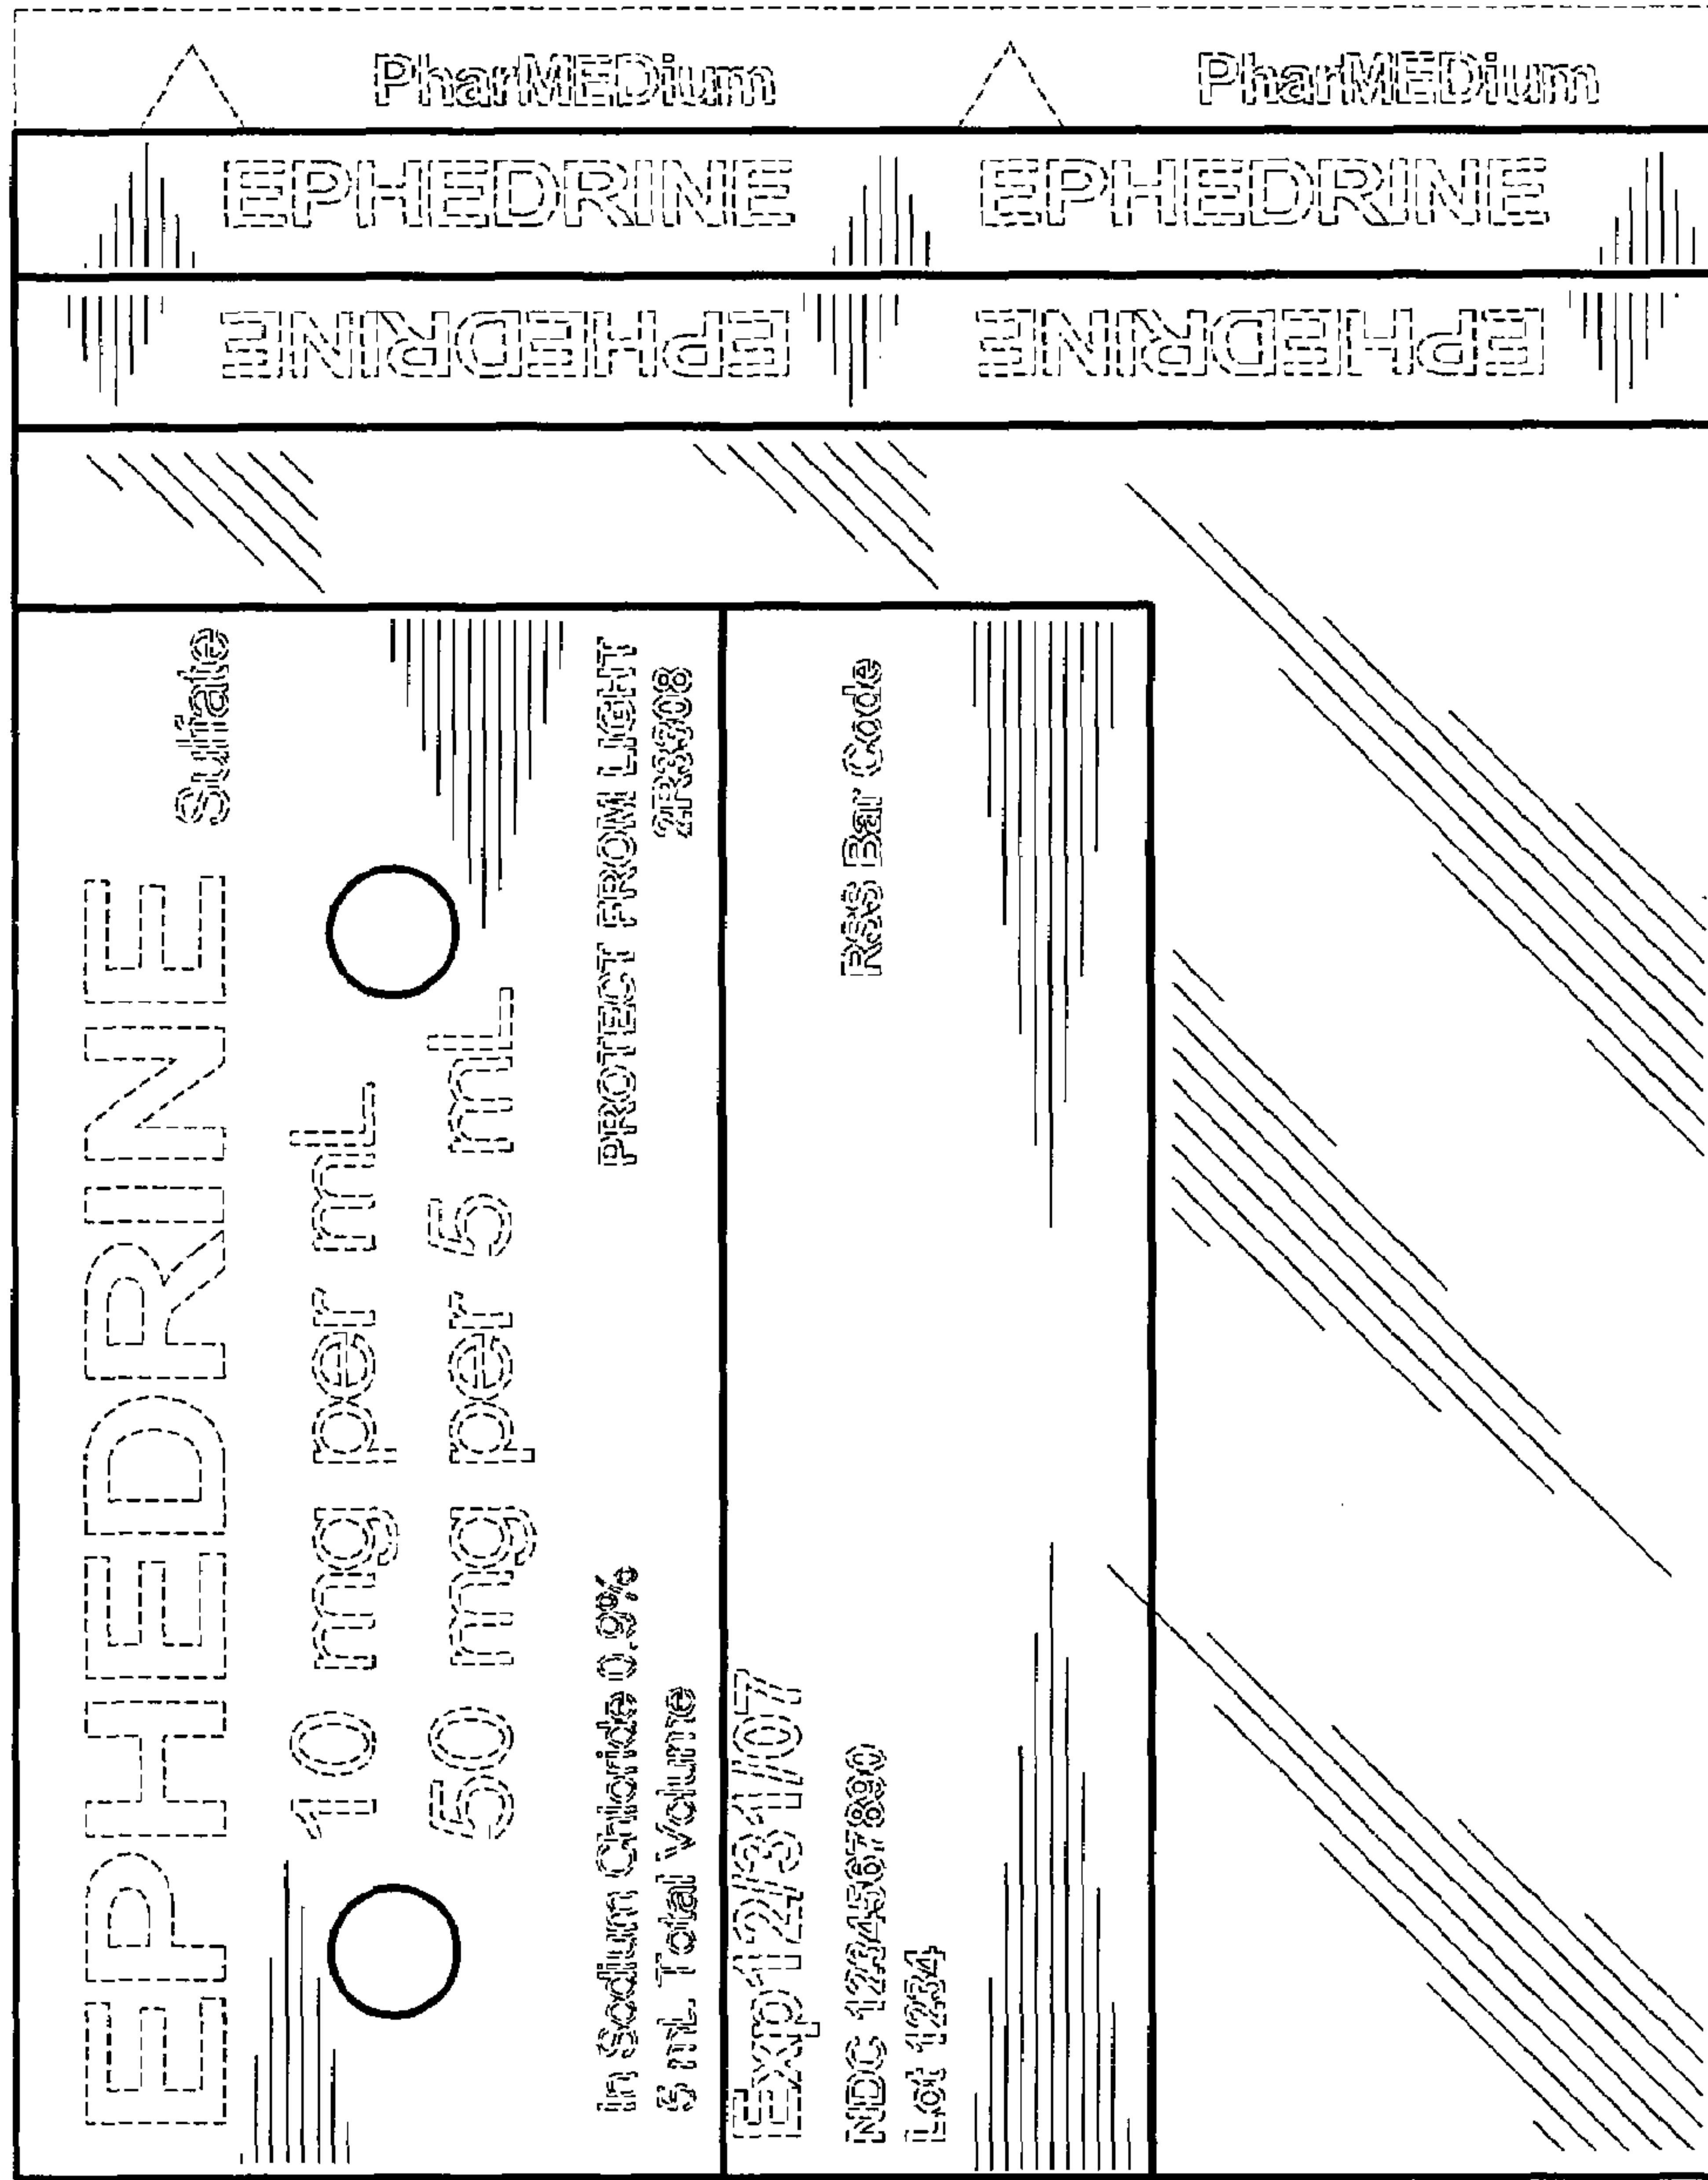 PharMEDium PharMEDium
EPHEDRINE EPHEDRINE
EPHEDRINE EPHEDRINE
EPHEDRINE Sulfate
10 mg per mL
50 mg per 5 mL
In Sodium Chloride 0.9% PROTECT FROM LIGHT
5 mL Total Volume 2R3308
Exp12/31/07
NDC 1234567890 RSS Bar Code
Lot 1234